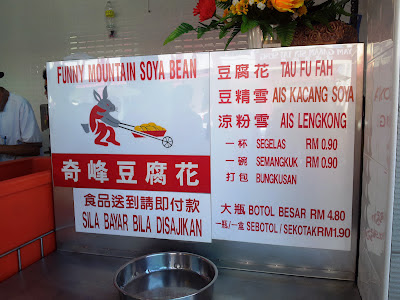 FUNNY MOUNTAIN SOYA BEAN
奇峰豆腐花
食品送到請即付款
SILA BAYAR BILA DISAJIKAN
豆腐花 TAU FU FAH
豆精雪 AIS KACANG SOYA
涼粉雪 AIS LENGKONG
一杯 SEGELAS RM 0.90
一碗 SEMANGKUK RM 0.90
打包 BUNGKUSAN
大瓶 BOTOL BESAR RM 4.80
一瓶/一盒 SEBOTOL / SEKOTAK RM1.90